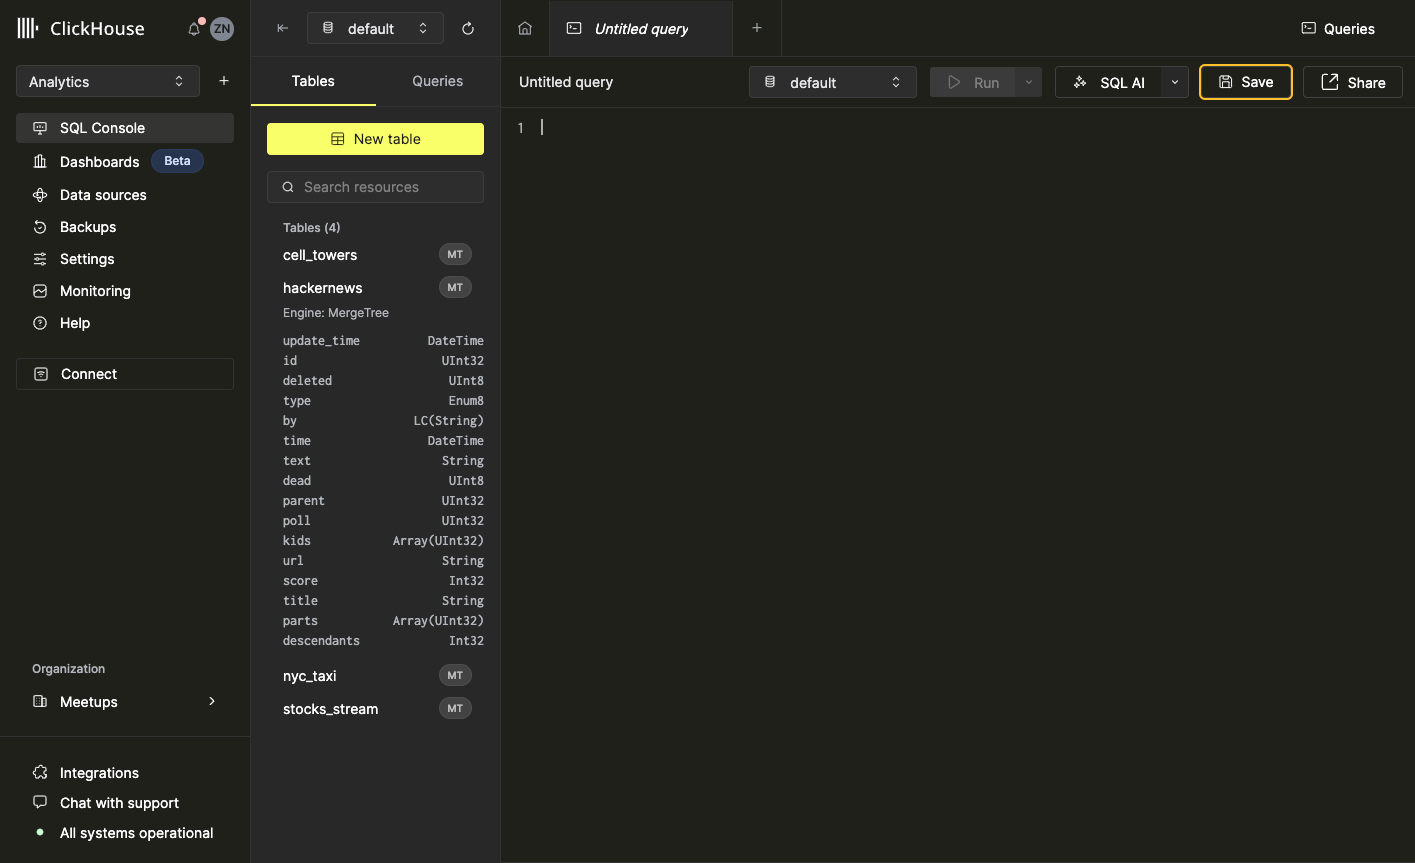 ClickHouse
ZN
Analytics
SQL Console
Dashboards Beta
Data sources
Backups
Settings
Monitoring
Help
Connect
Organization
Meetups
Integrations
Chat with support
All systems operational
default
Tables Queries
New table
Search resources
Tables (4)
cell_towers MT
hackernews MT
Engine: MergeTree
update_time DateTime
id UInt32
deleted UInt8
type Enum8
by LC(String)
time DateTime
text String
dead UInt8
parent UInt32
poll UInt32
kids Array(UInt32)
url String
score Int32
title String
parts Array(UInt32)
descendants Int32
nyc_taxi MT
stocks_stream MT
Untitled query
Queries
Untitled query default Run SQL AI Save Share
1